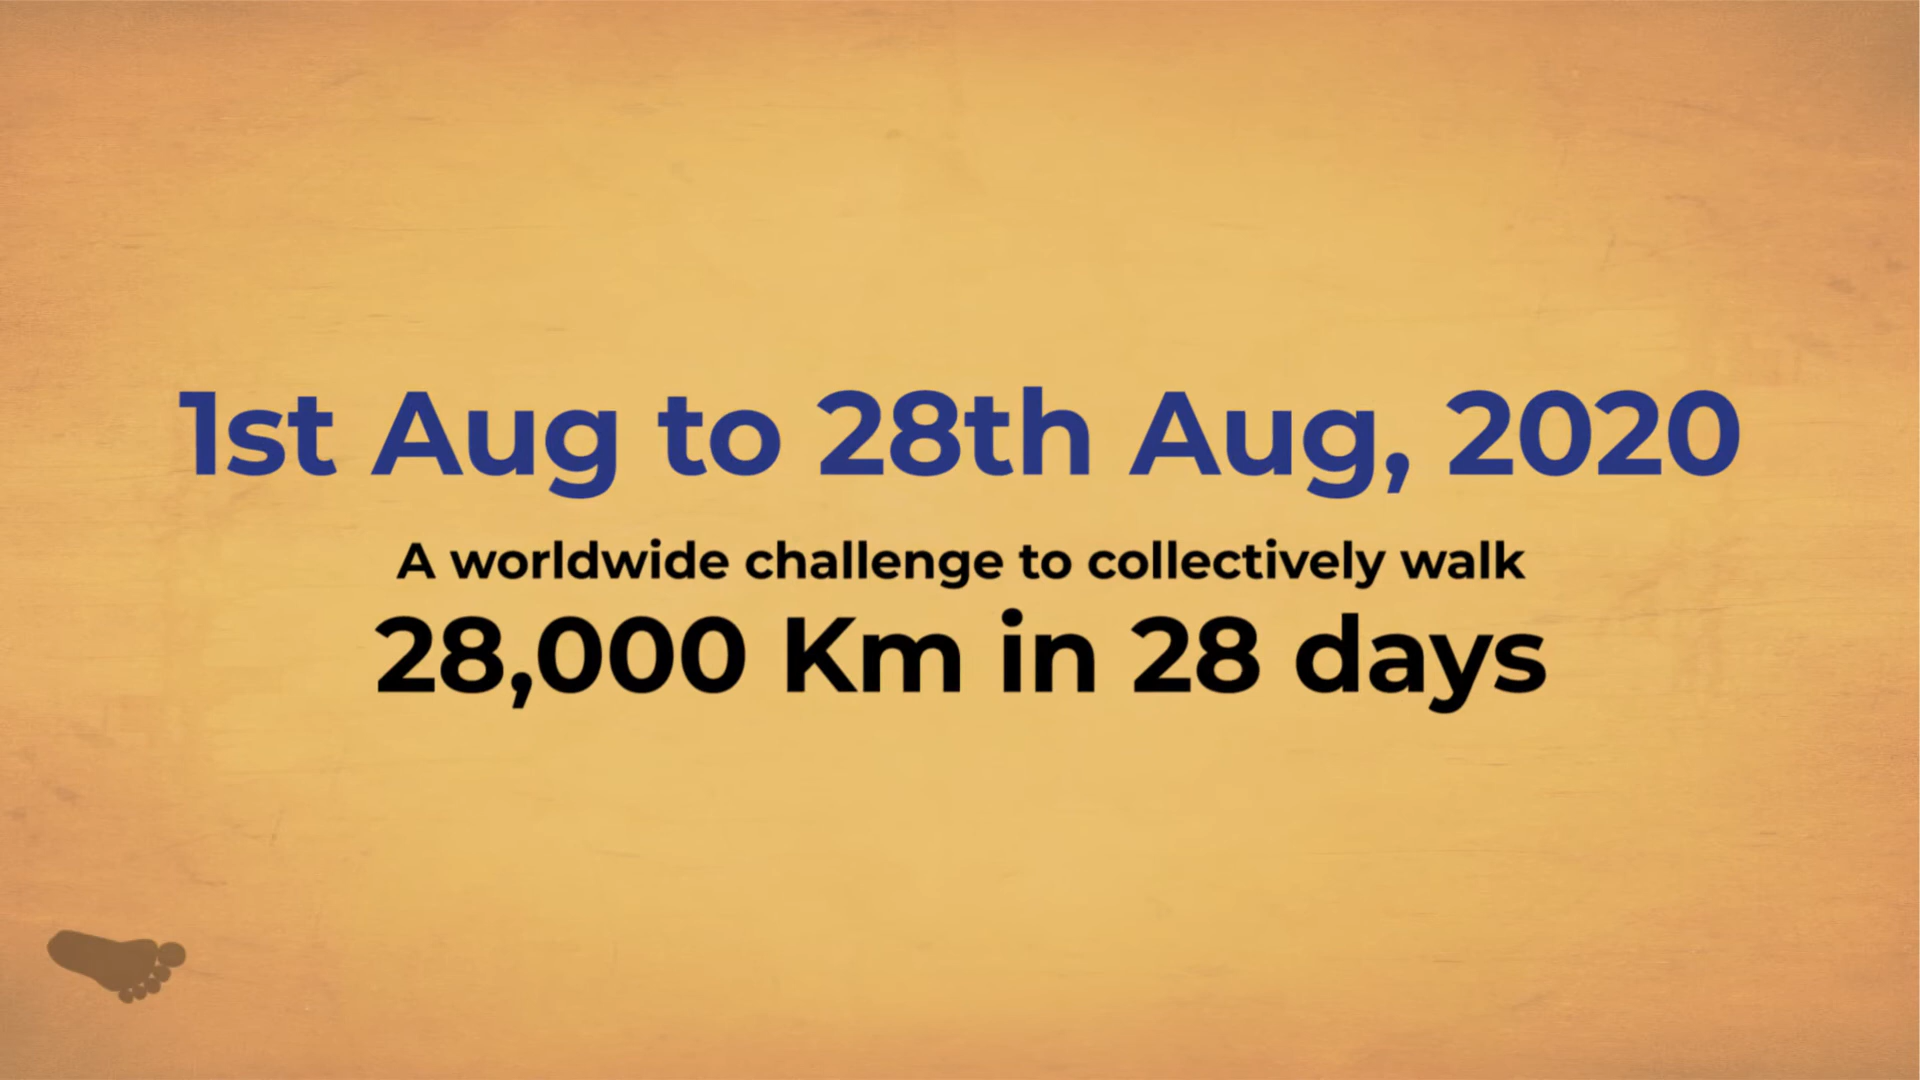 1st Aug to 28th Aug, 2020
A worldwide challenge to collectively walk
28,000 Km in 28 days